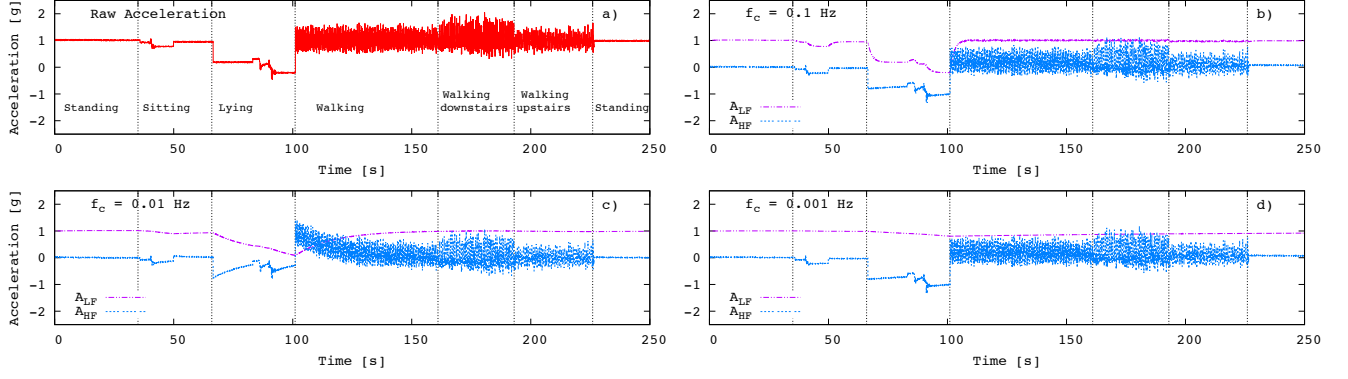 Raw Acceleration
a)
Acceleration [g]
2
1
0
-1
-2
Standing
Sitting
Lying
Walking
Walking
downstairs
Walking
upstairs
Standing
0
50
100
150
200
250
Time [s]
f_c = 0.1 Hz
b)
2
1
0
-1
-2
A_LF
A_HF
0
50
100
150
200
250
Time [s]
f_c = 0.01 Hz
c)
Acceleration [g]
2
1
0
-1
-2
A_LF
A_HF
0
50
100
150
200
250
Time [s]
f_c = 0.001 Hz
d)
2
1
0
-1
-2
A_LF
A_HF
0
50
100
150
200
250
Time [s]